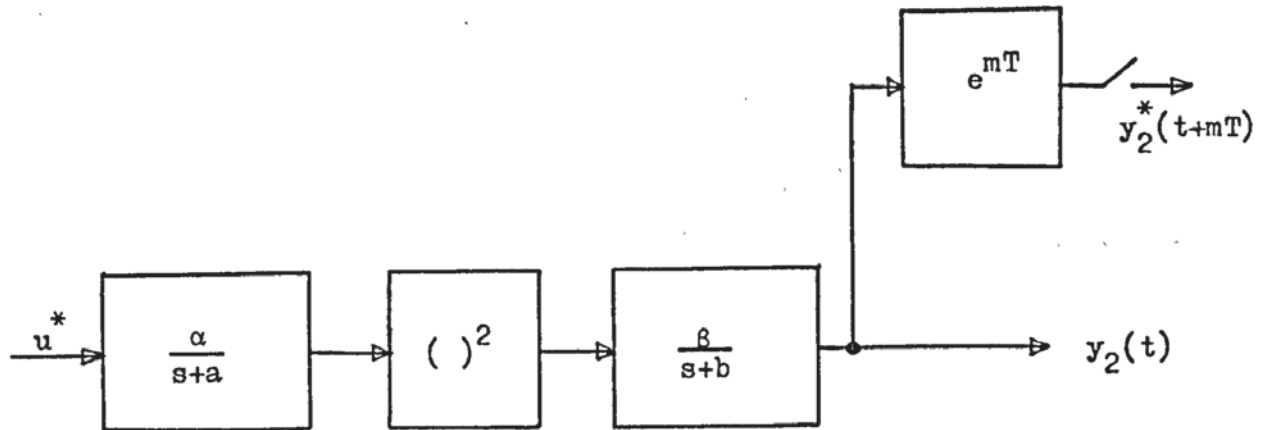 e^mT
y_2^*(t+mT)
u^*
α/s+a
( )^2
β/s+b
y_2(t)